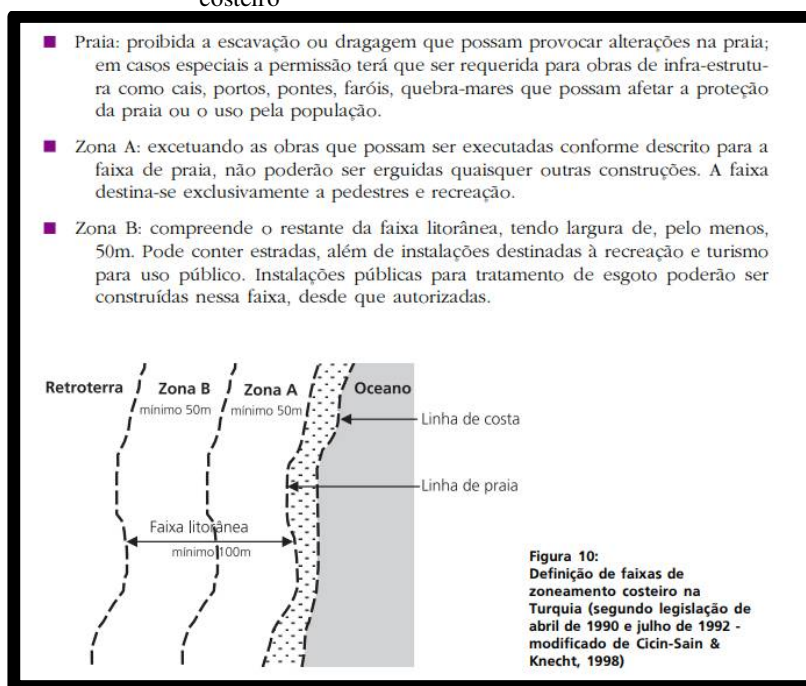 costeiro
Praia: proibida a escavação ou dragagem que possam provocar alterações na praia;
em casos especiais a permissão terá que ser requerida para obras de infra-estrutu-
ra como cais, portos, pontes, faróis, quebra-mares que possam afetar a proteção
da praia ou o uso pela população.
Zona A: excetuando as obras que possam ser executadas conforme descrito para a
faixa de praia, não poderão ser erguidas quaisquer outras construções. A faixa
destina-se exclusivamente a pedestres e recreação.
Zona B: compreende o restante da faixa litorânea, tendo largura de, pelo menos,
50m. Pode conter estradas, além de instalações destinadas à recreação e turismo
para uso público. Instalações públicas para tratamento de esgoto poderão ser
construídas nessa faixa, desde que autorizadas.
Retroterra Zona B Zona A Oceano
mínimo 50m mínimo 50m
Linha de costa
Linha de praia
Faixa litorânea
mínimo 100m
Figura 10:
Definição de faixas de
zoneamento costeiro na
Turquia (segundo legislação de
abril de 1990 e julho de 1992 -
modificado de Cicin-Sain &
Knecht, 1998)